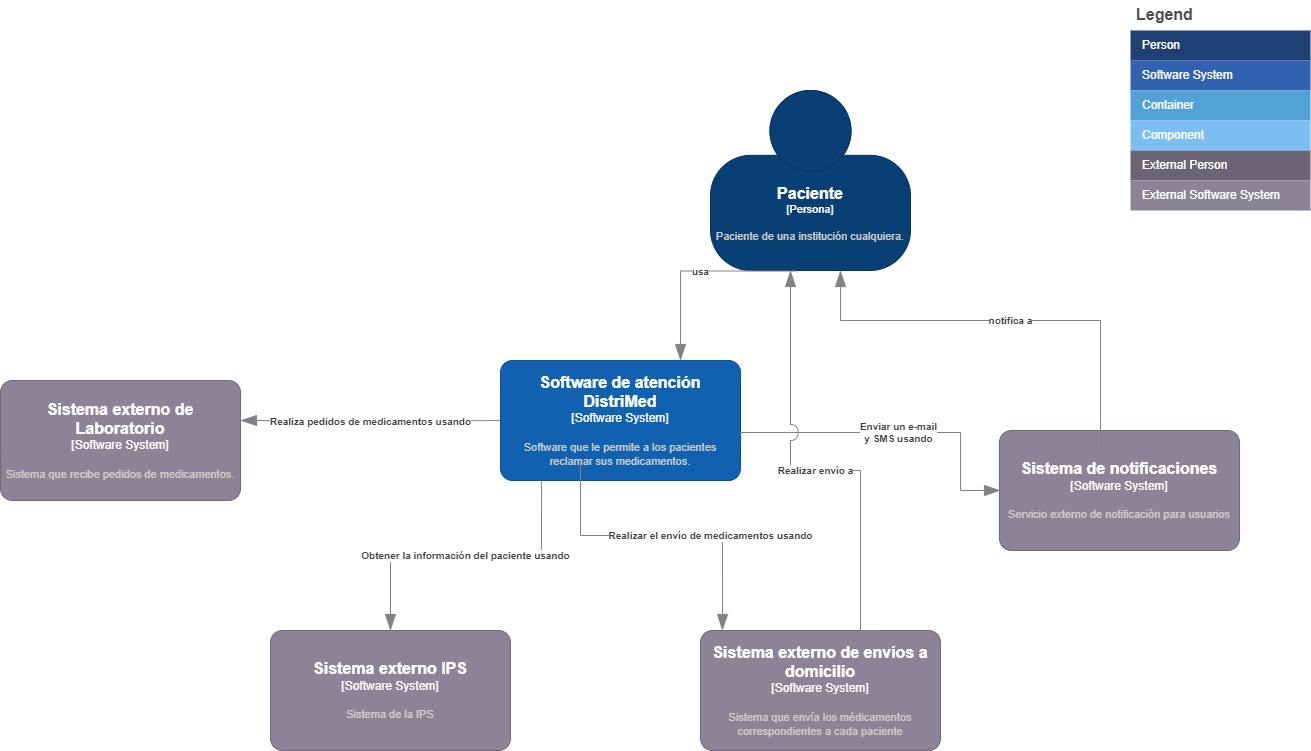 Legend
Person
Software System
Container
Component
External Person
External Software System
Paciente
[Persona]
Paciente de una institución cualquiera.
usa
notifica a
Software de atención
DistriMed
[Software System]
Software que le permite a los pacientes
reclamar sus medicamentos.
Sistema externo de
Laboratorio
[Software System]
Sistema que recibe pedidos de medicamentos.
Realiza pedidos de medicamentos usando
Enviar un e-mail
y SMS usando
Sistema de notificaciones
[Software System]
Servicio externo de notificación para usuarios
Realizar envío a
Realizar el envío de medicamentos usando
Obtener la información del paciente usando
Sistema externo IPS
[Software System]
Sistema de la IPS
Sistema externo de envíos a
domicilio
[Software System]
Sistema que envía los médicamentos
correspondientes a cada paciente